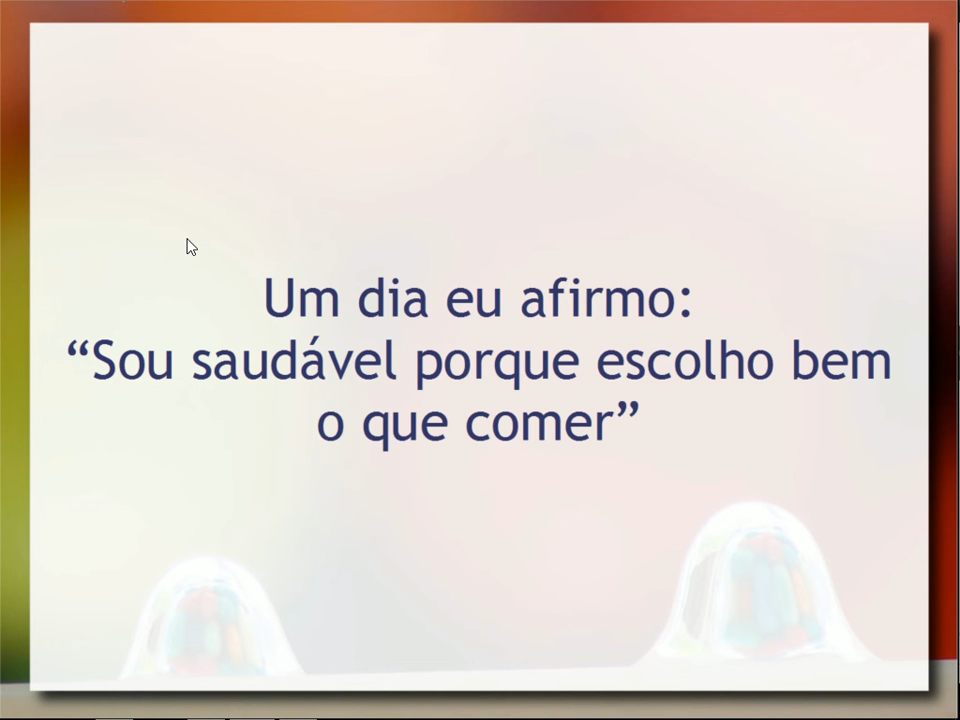 Um dia eu afirmo:
“Sou saudável porque escolho bem
o que comer”